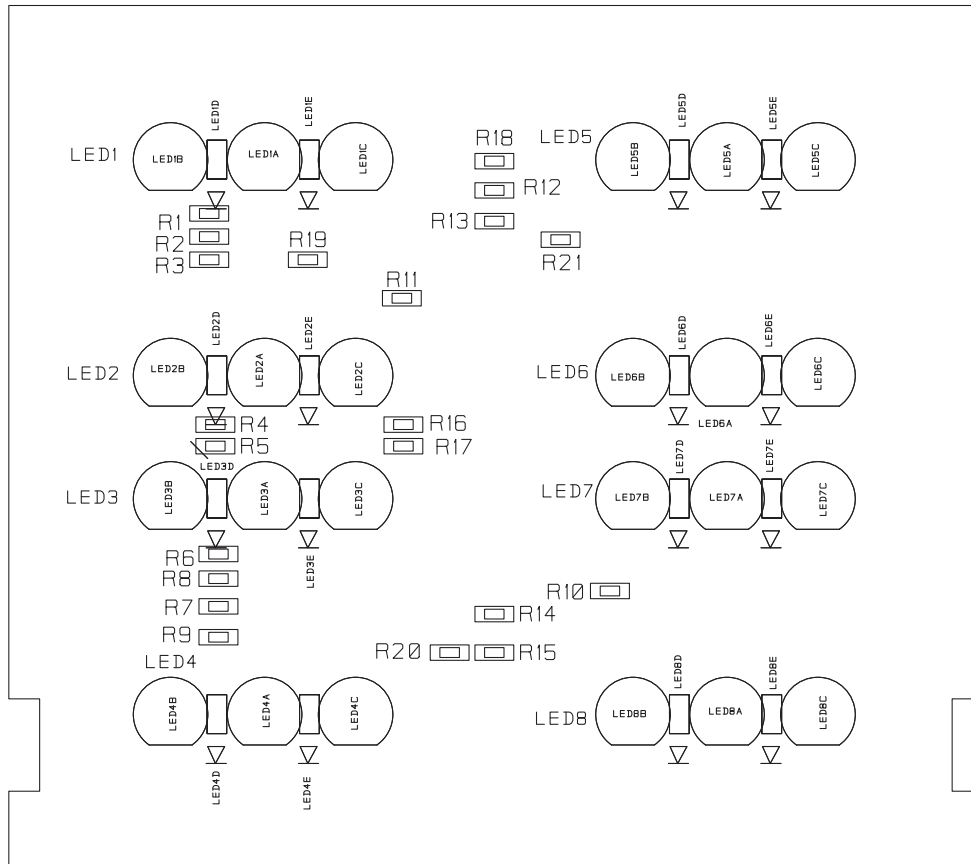 LED1D
LED1E
LED5D
LED5E
LED1
LED1B
LED1A
LED1C
R18
LED5
LED5B
LED5A
LED5C
R12
R1
R13
R2
R19
R21
R3
R11
LED2D
LED2E
LED6D
LED6E
LED2
LED2B
LED2A
LED2C
LED6
LED6B
LED6C
R4
R16
LED6A
R5
R17
LED7D
LED7E
LED3D
LED3
LED3B
LED3A
LED3C
LED7
LED7B
LED7A
LED7C
R6
LED3E
R8
R10
R7
R14
R9
R20
R15
LED4
LED8D
LED8E
LED4B
LED4A
LED4C
LED8
LED8B
LED8A
LED8C
LED4D
LED4E